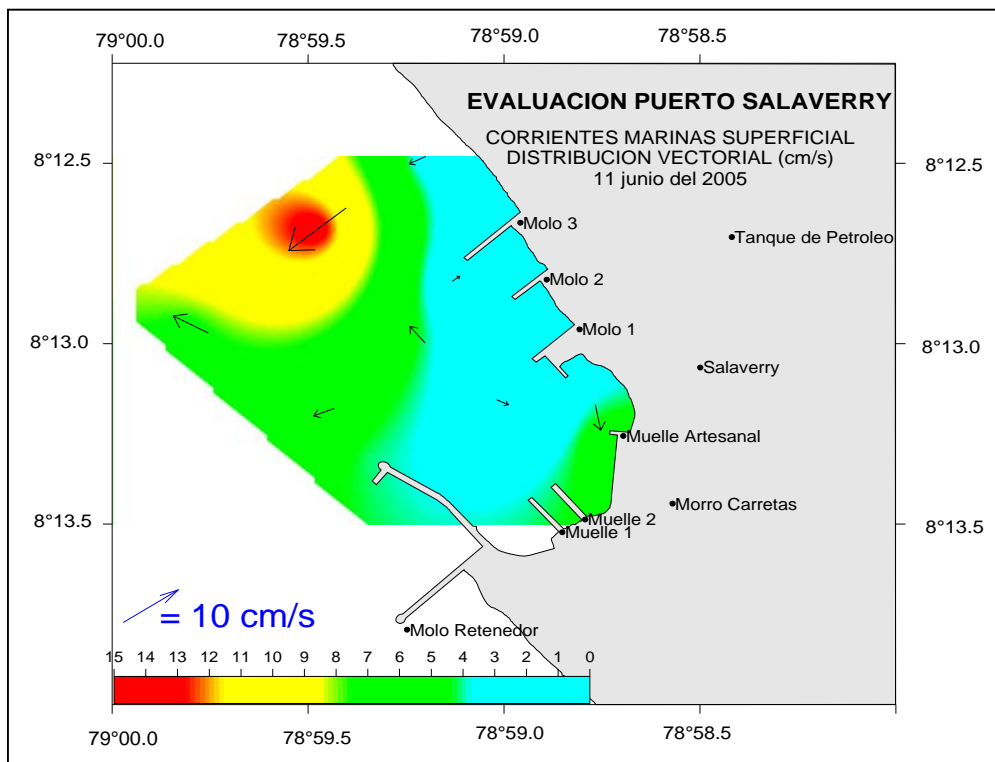 79°00.0 78°59.5 78°59.0 78°58.5
EVALUACION PUERTO SALAVERRY
CORRIENTES MARINAS SUPERFICIAL
DISTRIBUCION VECTORIAL (cm/s)
11 junio del 2005
8°12.5 8°12.5
Molo 3
Tanque de Petroleo
Molo 2
Molo 1
8°13.0 8°13.0
Salaverry
Muelle Artesanal
Morro Carretas
8°13.5 8°13.5
Muelle 2
Muelle 1
= 10 cm/s
Molo Retenedor
15 14 13 12 11 10 9 8 7 6 5 4 3 2 1 0
79°00.0 78°59.5 78°59.0 78°58.5